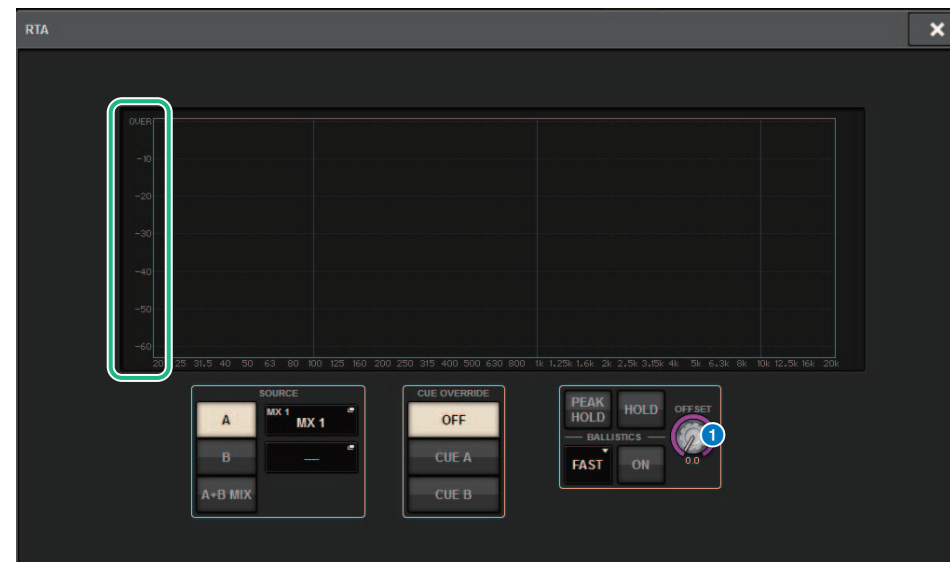 RTA
OVER
-10
-20
-30
-40
-50
-60
20 25 31.5 40 50 63 80 100 125 160 200 250 315 400 500 630 800 1k 1.25k 1.6k 2k 2.5k 3.15k 4k 5k 6.3k 8k 10k 12.5k 16k 20k
SOURCE
A
MX 1
MX 1
B
----
A+B MIX
CUE OVERRIDE
OFF
CUE A
CUE B
PEAK HOLD
HOLD
OFFSET
1
BALLISTICS
FAST
ON
0.0